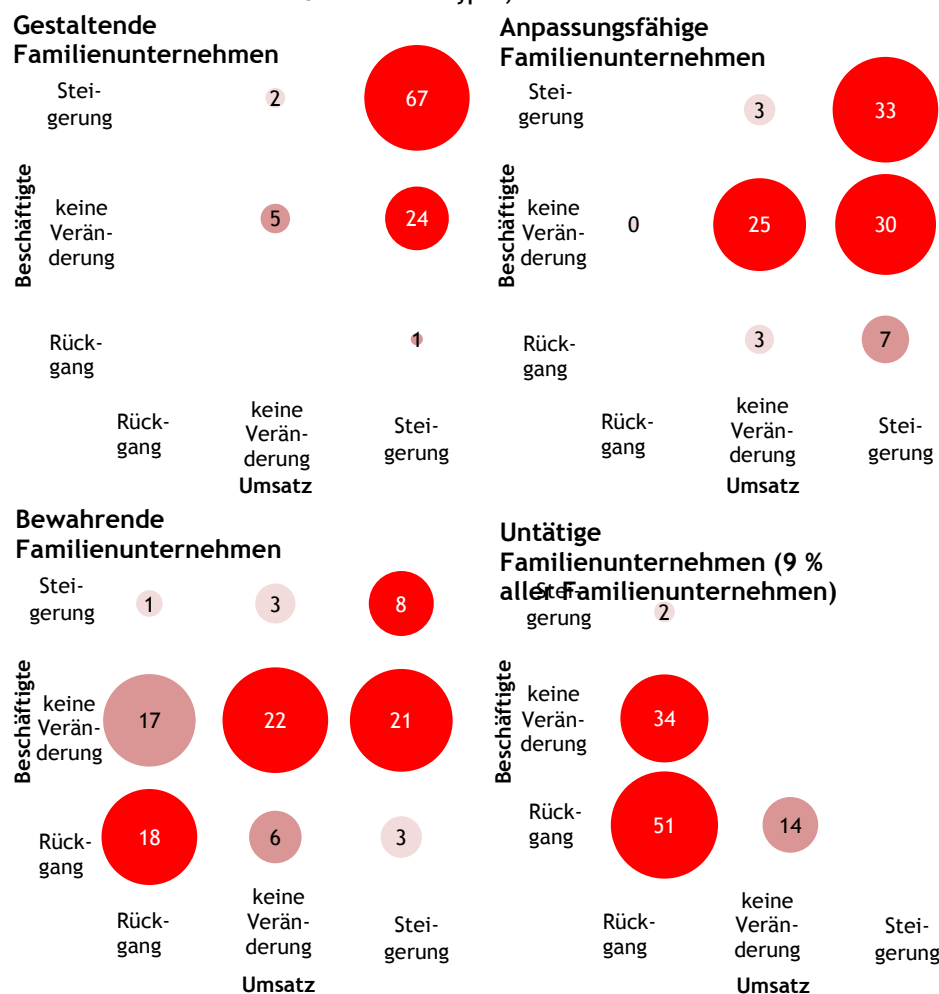 Gestaltende
Familienunternehmen
Stei-
gerung
2
67
Beschäftigte
keine
Verän-
derung
5
24
Rück-
gang
1
Rück-
gang
keine
Verän-
derung
Stei-
gerung
Umsatz
Anpassungsfähige
Familienunternehmen
Stei-
gerung
3
33
Beschäftigte
keine
Verän-
derung
0
25
30
Rück-
gang
3
7
Rück-
gang
keine
Verän-
derung
Stei-
gerung
Umsatz
Bewahrende
Familienunternehmen
Stei-
gerung
1
3
8
Beschäftigte
keine
Verän-
derung
17
22
21
Rück-
gang
18
6
3
Rück-
gang
keine
Verän-
derung
Stei-
gerung
Umsatz
Untätige
Familienunternehmen (9 %
aller Familienunternehmen)
Stei-
gerung
2
Beschäftigte
keine
Verän-
derung
34
Rück-
gang
51
14
Rück-
gang
keine
Verän-
derung
Stei-
gerung
Umsatz